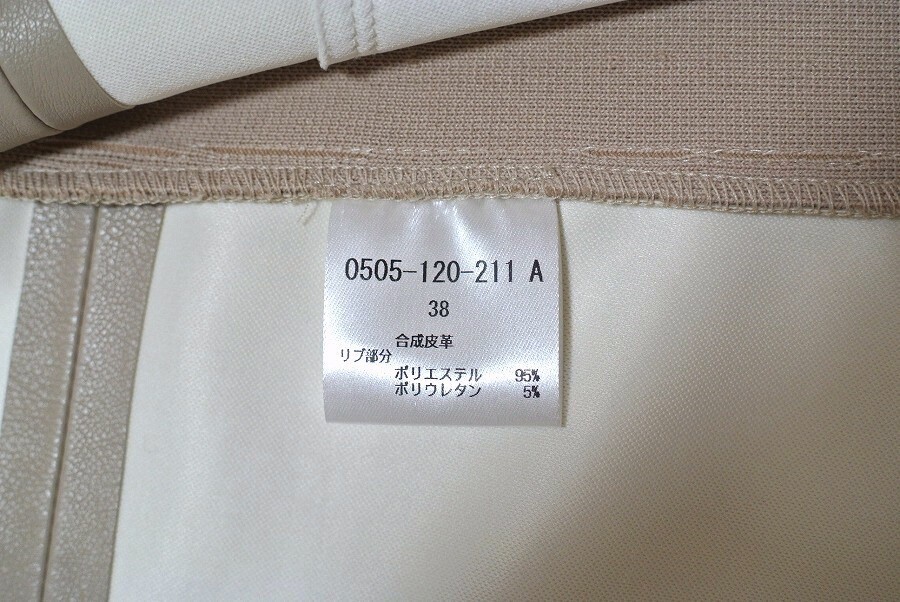 0505-120-211 A
38
合成皮革
リブ部分
ポリエステル 95%
ポリウレタン 5%